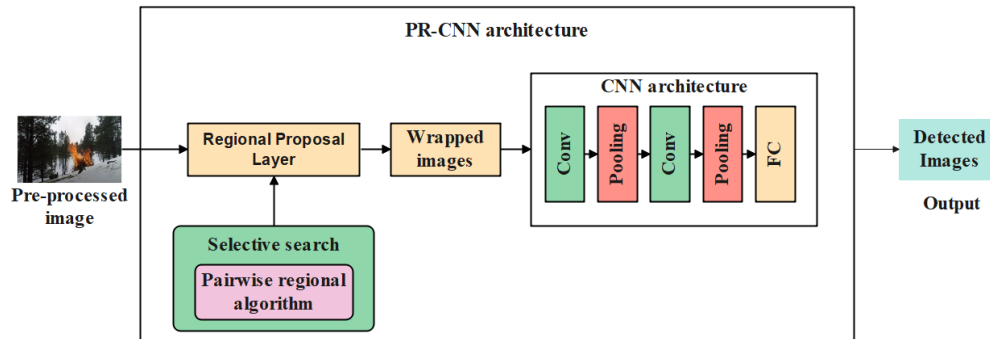 PR-CNN architecture
CNN architecture
Pre-processed
image
Regional Proposal
Layer
Wrapped
images
Conv
Pooling
Conv
Pooling
FC
Detected
Images
Output
Selective search
Pairwise regional
algorithm